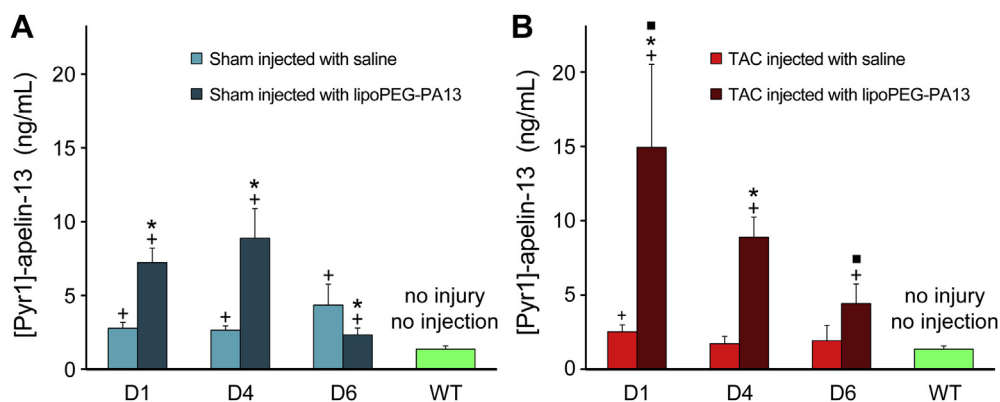 A
[Pyr1]-apelin-13 (ng/mL)
20
15
10
5
0
Sham injected with saline
Sham injected with lipoPEG-PA13
+
*
+
+
*
+
+
*
+
no injury
no injection
D1 D4 D6 WT
B
[Pyr1]-apelin-13 (ng/mL)
20
15
10
5
0
TAC injected with saline
TAC injected with lipoPEG-PA13
+
■
*
+
*
+
■
+
no injury
no injection
D1 D4 D6 WT